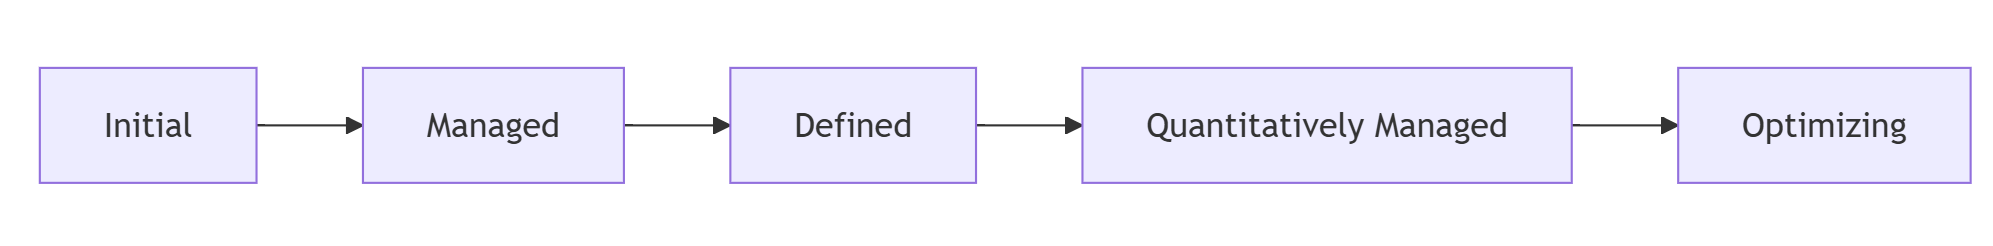 Initial
Managed
Defined
Quantitatively Managed
Optimizing